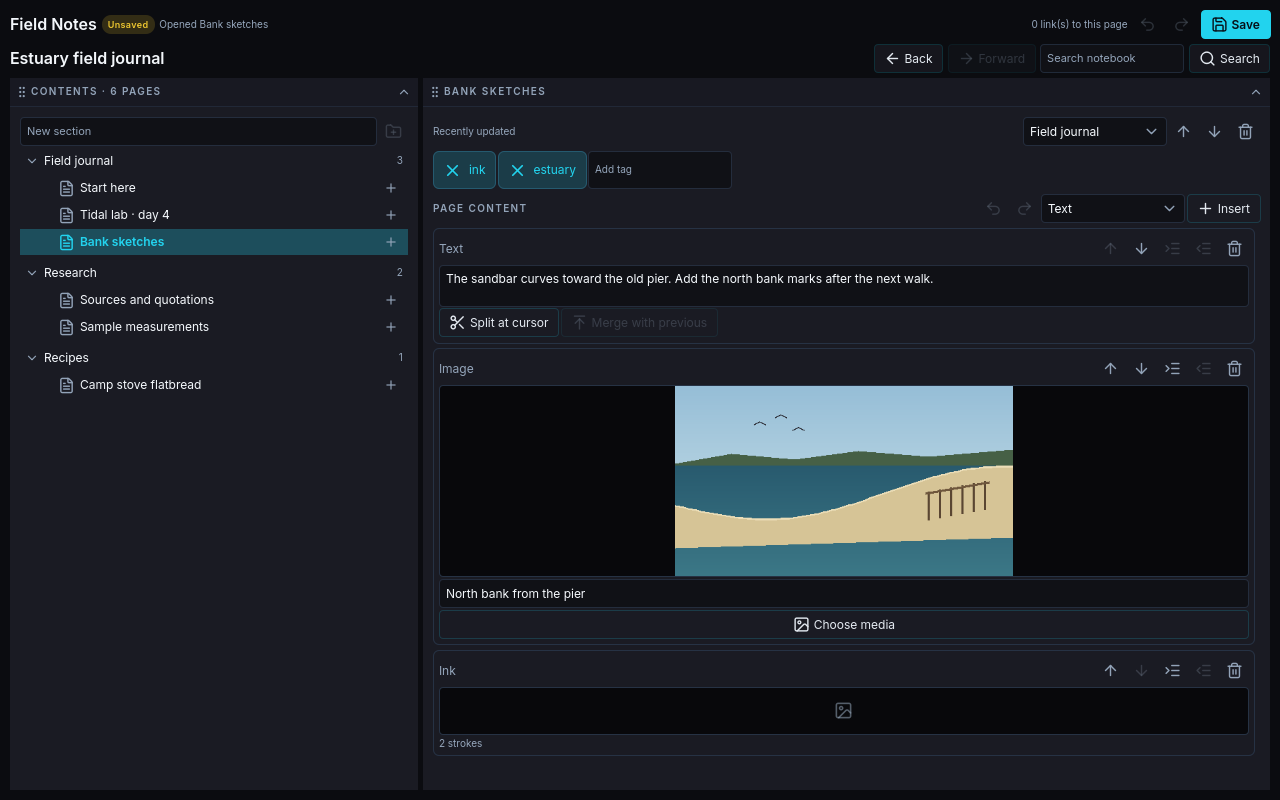 Field Notes Unsaved Opened Bank sketches 0 link(s) to this page Save
Estuary field journal Back Forward Search notebook Search
CONTENTS · 6 PAGES
New section
Field journal 3
Start here
Tidal lab · day 4
Bank sketches
Research 2
Sources and quotations
Sample measurements
Recipes 1
Camp stove flatbread
BANK SKETCHES
Recently updated Field journal
ink estuary Add tag
PAGE CONTENT Text Insert
Text
The sandbar curves toward the old pier. Add the north bank marks after the next walk.
Split at cursor Merge with previous
Image
North bank from the pier
Choose media
Ink
2 strokes